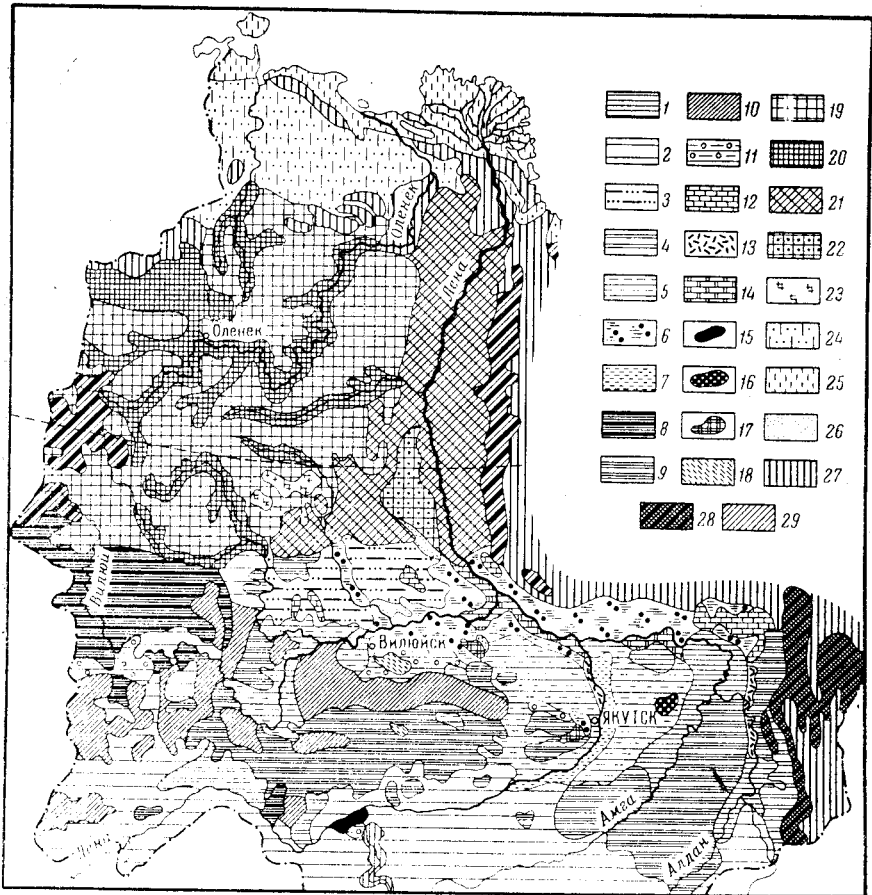 1 10 19
2 11 20
3 12 21
4 13 22
5 14 23
6 15 24
7 16 25
8 17 26
9 18 27
28 29
Оленек
Лена
Оленек
Вилюй
Вилюйск
ЯКУТСК
Амга
Алдан
Лена